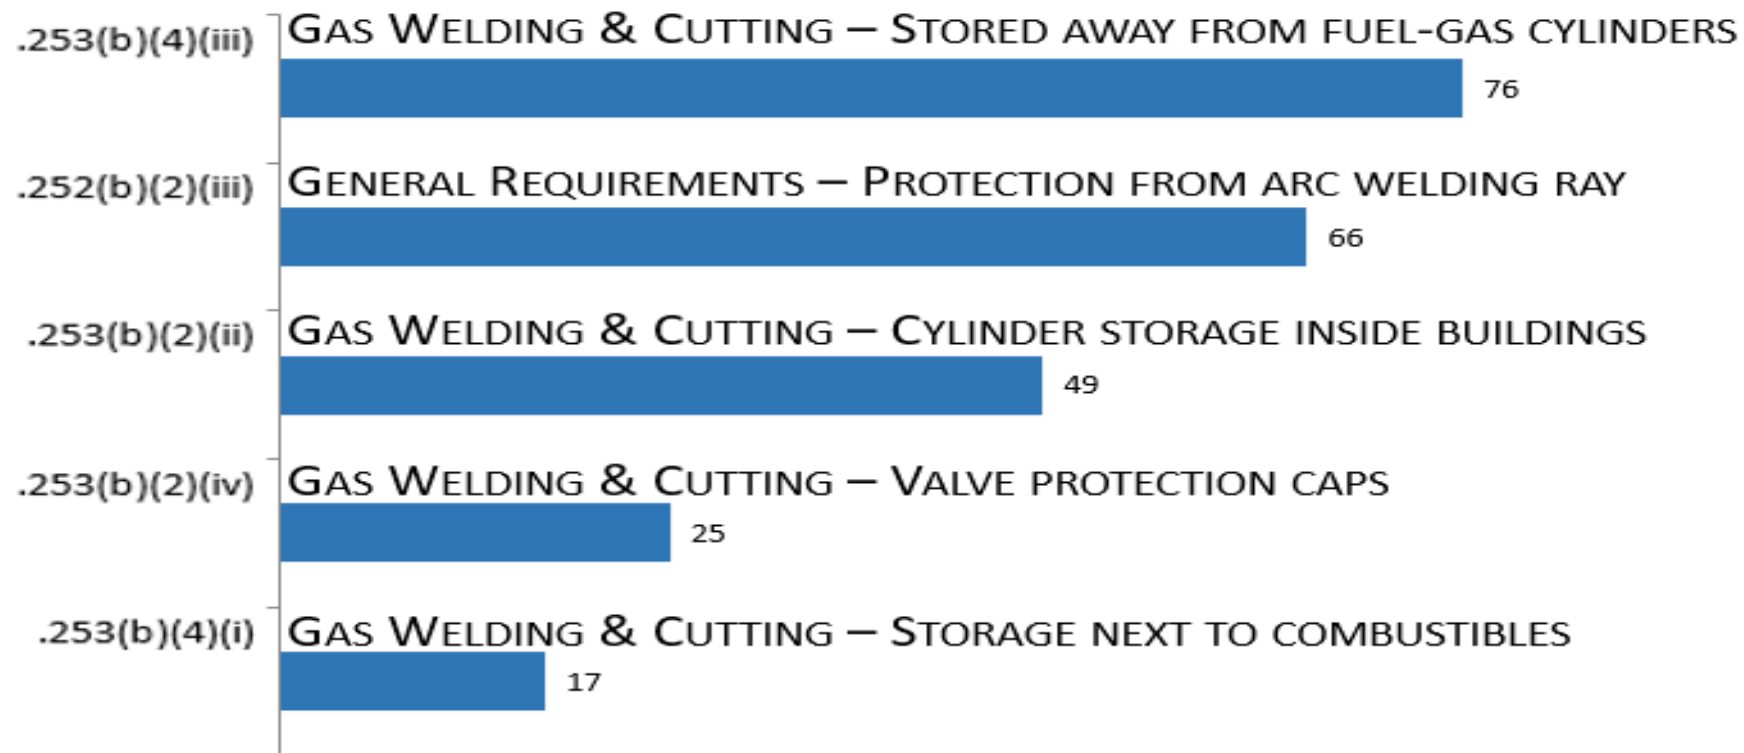 .253(b)(4)(iii) GAS WELDING & CUTTING – STORED AWAY FROM FUEL-GAS CYLINDERS
76
.252(b)(2)(iii) GENERAL REQUIREMENTS – PROTECTION FROM ARC WELDING RAY
66
.253(b)(2)(ii) GAS WELDING & CUTTING – CYLINDER STORAGE INSIDE BUILDINGS
49
.253(b)(2)(iv) GAS WELDING & CUTTING – VALVE PROTECTION CAPS
25
.253(b)(4)(i) GAS WELDING & CUTTING – STORAGE NEXT TO COMBUSTIBLES
17